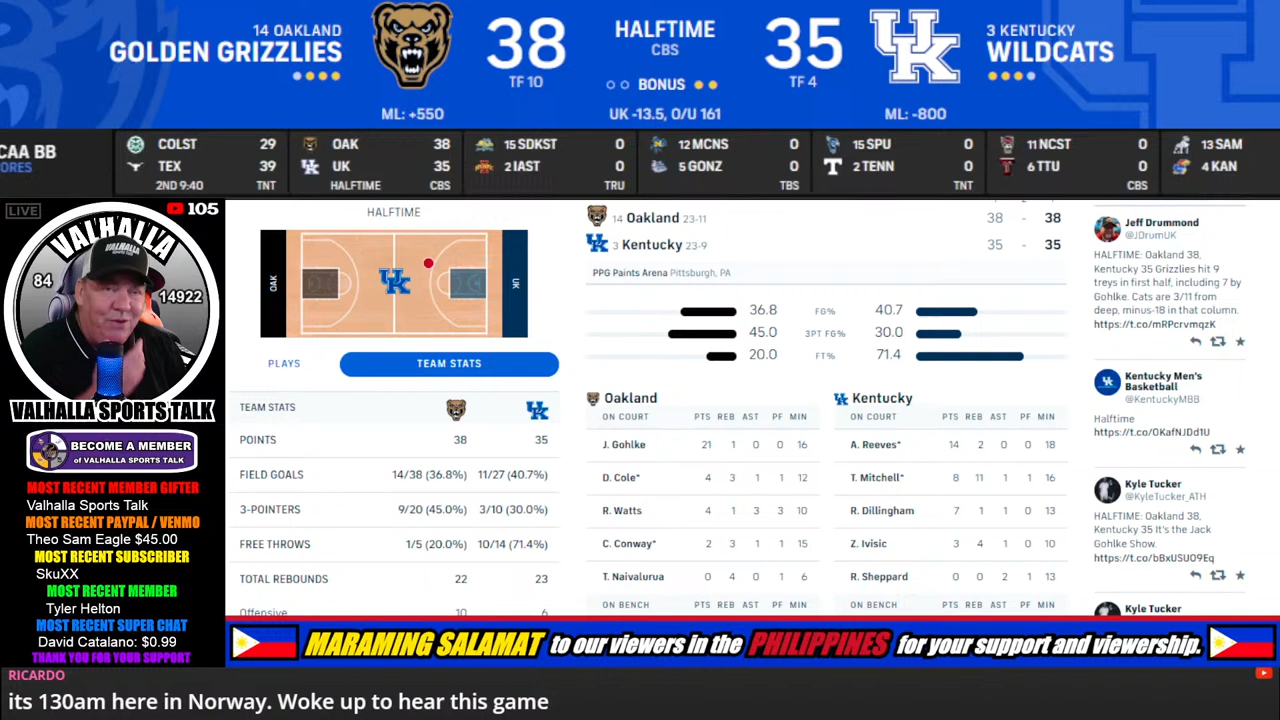 14 OAKLAND
GOLDEN GRIZZLIES
38
TF 10
ML: +550
HALFTIME
CBS
BONUS
UK -13.5, O/U 161
35
TF 4
ML: -800
3 KENTUCKY
WILDCATS
CAA BB
ORES
COLST 29
TEX 39
2ND 9:40 TNT
OAK 38
UK 35
HALFTIME CBS
15 SDKST 0
2 IAST 0
TRU
12 MCNS 0
5 GONZ 0
TBS
15 SPU 0
2 TENN 0
TNT
11 NCST 0
6 TTU 0
CBS
13 SAM
4 KAN
LIVE
105
VALHALLA
VALHALLA
84
14922
VALHALLA SPORTS TALK
BECOME A MEMBER
of VALHALLA SPORTS TALK
MOST RECENT MEMBER GIFTER
Valhalla Sports Talk
MOST RECENT PAYPAL / VENMO
Theo Sam Eagle $45.00
MOST RECENT SUBSCRIBER
SkuXX
MOST RECENT MEMBER
Tyler Helton
MOST RECENT SUPER CHAT
David Catalano: $0.99
THANK YOU FOR YOUR SUPPORT
HALFTIME
OAK
UK
UK
PLAYS TEAM STATS
TEAM STATS
POINTS 38 35
FIELD GOALS 14/38 (36.8%) 11/27 (40.7%)
3-POINTERS 9/20 (45.0%) 3/10 (30.0%)
FREE THROWS 1/5 (20.0%) 10/14 (71.4%)
TOTAL REBOUNDS 22 23
Offensive 10 6
14 Oakland 23-11 38 - 38
3 Kentucky 23-9 35 - 35
PPG Paints Arena Pittsburgh, PA
36.8 FG% 40.7
45.0 3PT FG% 30.0
20.0 FT% 71.4
Oakland
ON COURT PTS REB AST PF MIN
J. Gohlke 21 1 0 0 16
D. Cole* 4 3 1 1 12
R. Watts 4 1 3 3 10
C. Conway* 2 3 1 1 15
T. Naivalurua 0 4 0 1 6
ON BENCH PTS REB AST PF MIN
Kentucky
ON COURT PTS REB AST PF MIN
A. Reeves* 14 2 0 0 18
T. Mitchell* 8 11 1 1 16
R. Dillingham 7 1 1 0 13
Z. Ivisic 3 4 1 0 10
R. Sheppard 0 0 2 1 13
ON BENCH PTS REB AST PF MIN
Jeff Drummond
@JDrumUK
HALFTIME: Oakland 38,
Kentucky 35 Grizzlies hit 9
treys in first half, including 7 by
Gohlke. Cats are 3/11 from
deep, minus-18 in that column.
https://t.co/mRPcrvmqzK
Kentucky Men's
Basketball
@KentuckyMBB
Halftime
https://t.co/OKafNJDd1U
Kyle Tucker
@KyleTucker_ATH
HALFTIME: Oakland 38,
Kentucky 35 It's the Jack
Gohlke Show.
https://t.co/bBxUSUO9Eq
Kyle Tucker
MARAMING SALAMAT to our viewers in the PHILIPPINES for your support and viewership.
RICARDO
its 130am here in Norway. Woke up to hear this game